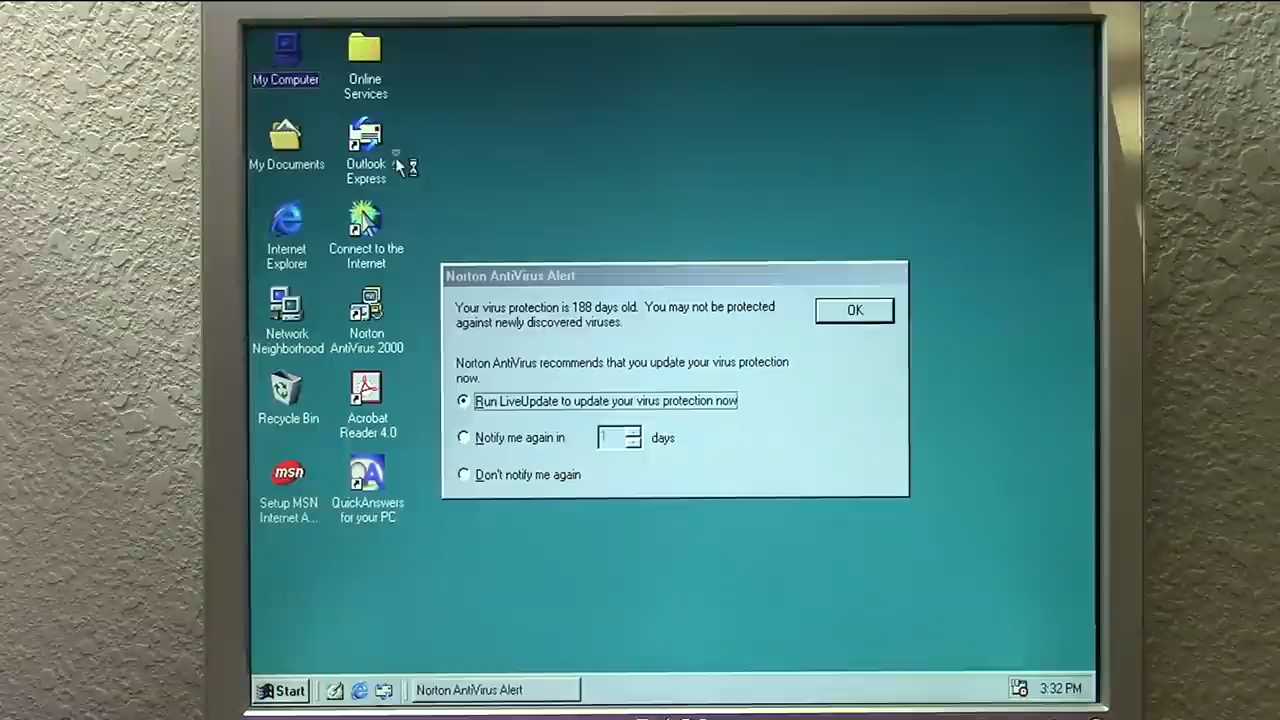 My Computer
Online
Services
My Documents
Outlook
Express
Internet
Explorer
Connect to the
Internet
Network
Neighborhood
Norton
AntiVirus 2000
Recycle Bin
Acrobat
Reader 4.0
msn
Setup MSN
Internet A...
QuickAnswers
for your PC
Norton AntiVirus Alert
Your virus protection is 188 days old. You may not be protected
against newly discovered viruses.
OK
Norton AntiVirus recommends that you update your virus protection
now.
Run LiveUpdate to update your virus protection now
Notify me again in 1 days
Don't notify me again
Start
Norton AntiVirus Alert
3:32 PM